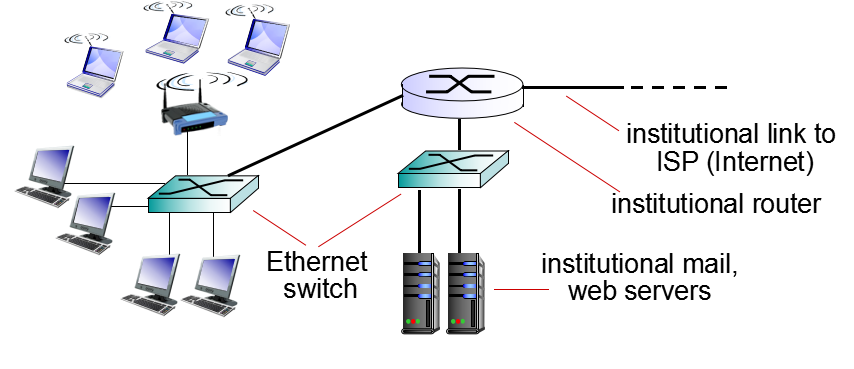 institutional link to
ISP (Internet)
institutional router
Ethernet
switch
institutional mail,
web servers